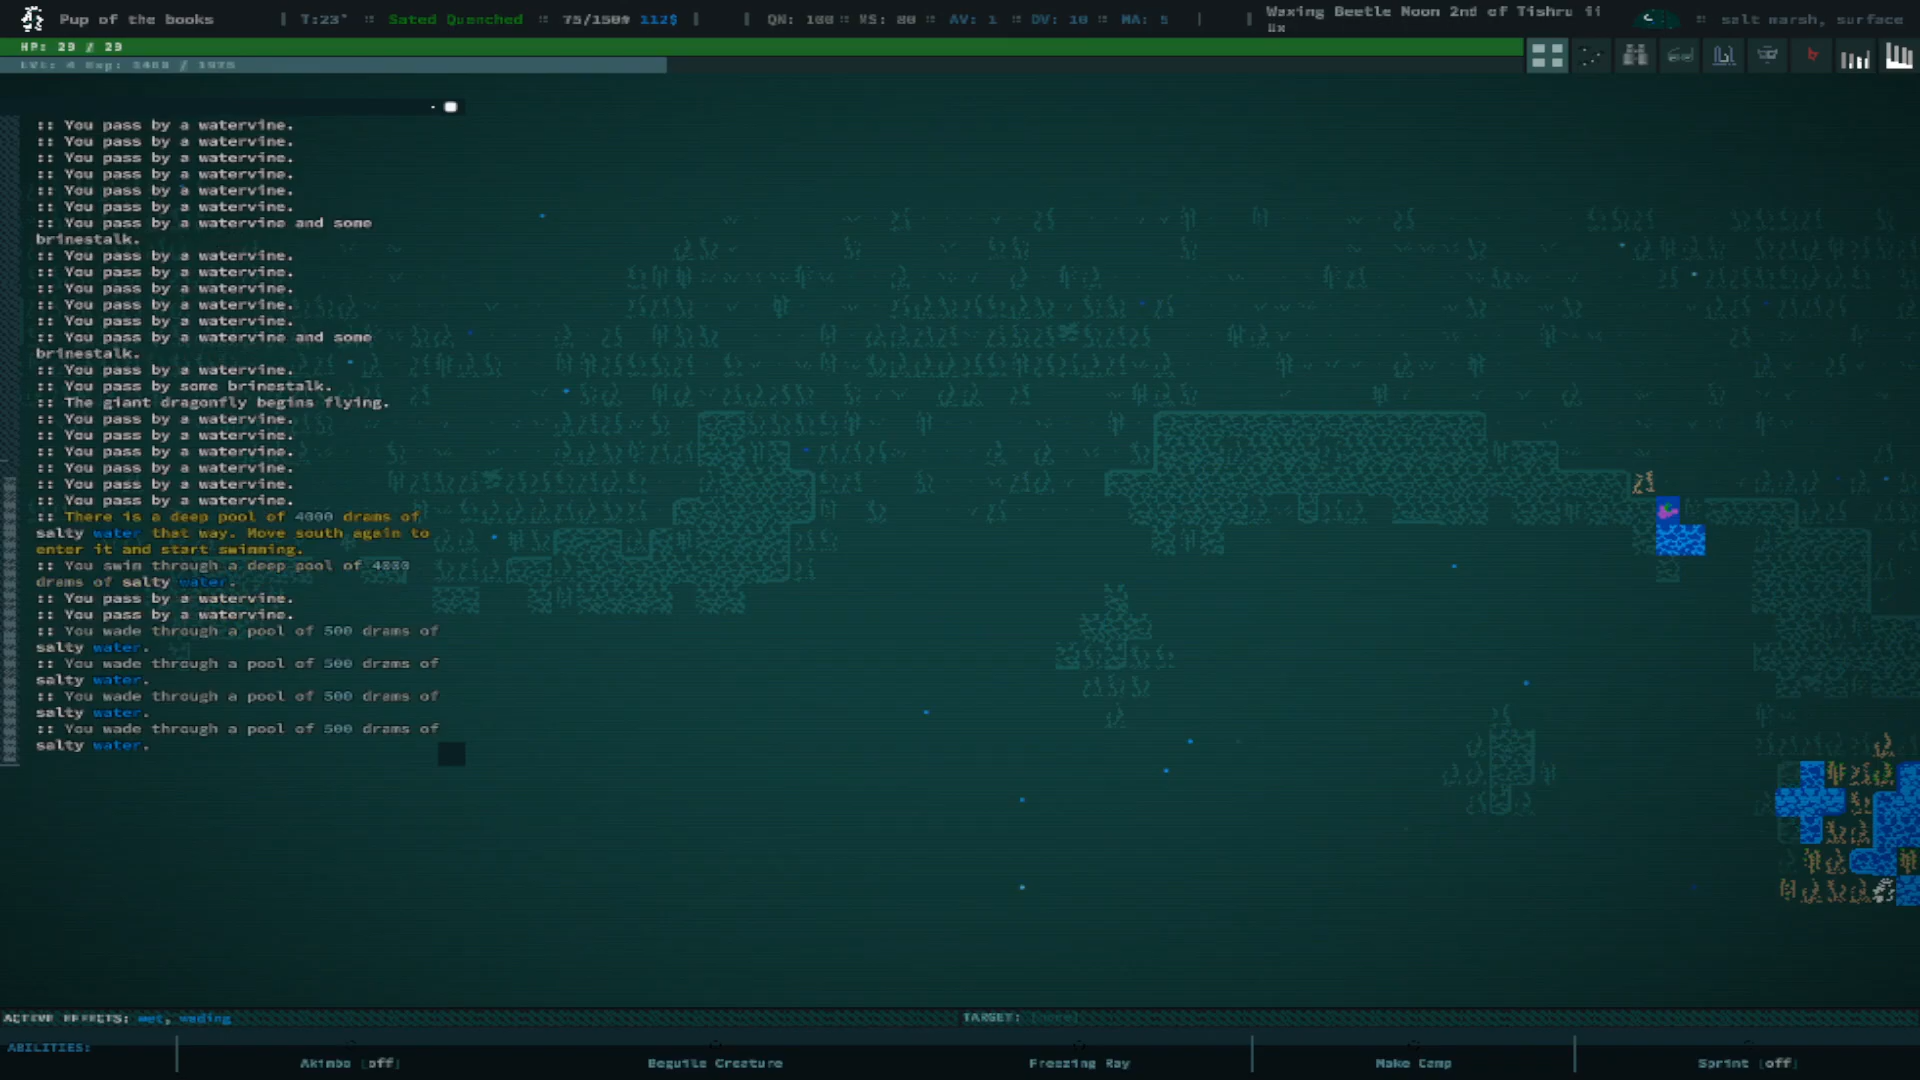 Pup of the books | T:23° :: Sated Quenched :: 75/150# 112$ | | QN: 100 :: MS: 80 :: AV: 1 :: DV: 10 :: MA: 5 | | Waxing Beetle Noon 2nd of Tishru ii
Ux
:: salt marsh, surface
HP: 29 / 29
LVL: 4 Exp:
:: You pass by a watervine.
:: You pass by a watervine.
:: You pass by a watervine.
:: You pass by a watervine.
:: You pass by a watervine.
:: You pass by a watervine.
:: You pass by a watervine and some
brinestalk.
:: You pass by a watervine.
:: You pass by a watervine.
:: You pass by a watervine.
:: You pass by a watervine.
:: You pass by a watervine.
:: You pass by a watervine and some
brinestalk.
:: You pass by a watervine.
:: You pass by some brinestalk.
:: The giant dragonfly begins flying.
:: You pass by a watervine.
:: You pass by a watervine.
:: You pass by a watervine.
:: You pass by a watervine.
:: You pass by a watervine.
:: You pass by a watervine.
:: There is a deep pool of 4000 drams of
salty water that way. Move south again to
enter it and start swimming.
:: You swim through a deep pool of 4000
drams of salty water.
:: You pass by a watervine.
:: You pass by a watervine.
:: You wade through a pool of 500 drams of
salty water.
:: You wade through a pool of 500 drams of
salty water.
:: You wade through a pool of 500 drams of
salty water.
:: You wade through a pool of 500 drams of
salty water.
ACTIVE EFFECTS: wet, wading
TARGET: [none]
ABILITIES:
Akimbo [off]
Beguile Creature
Freezing Ray
Make Camp
Sprint [off]